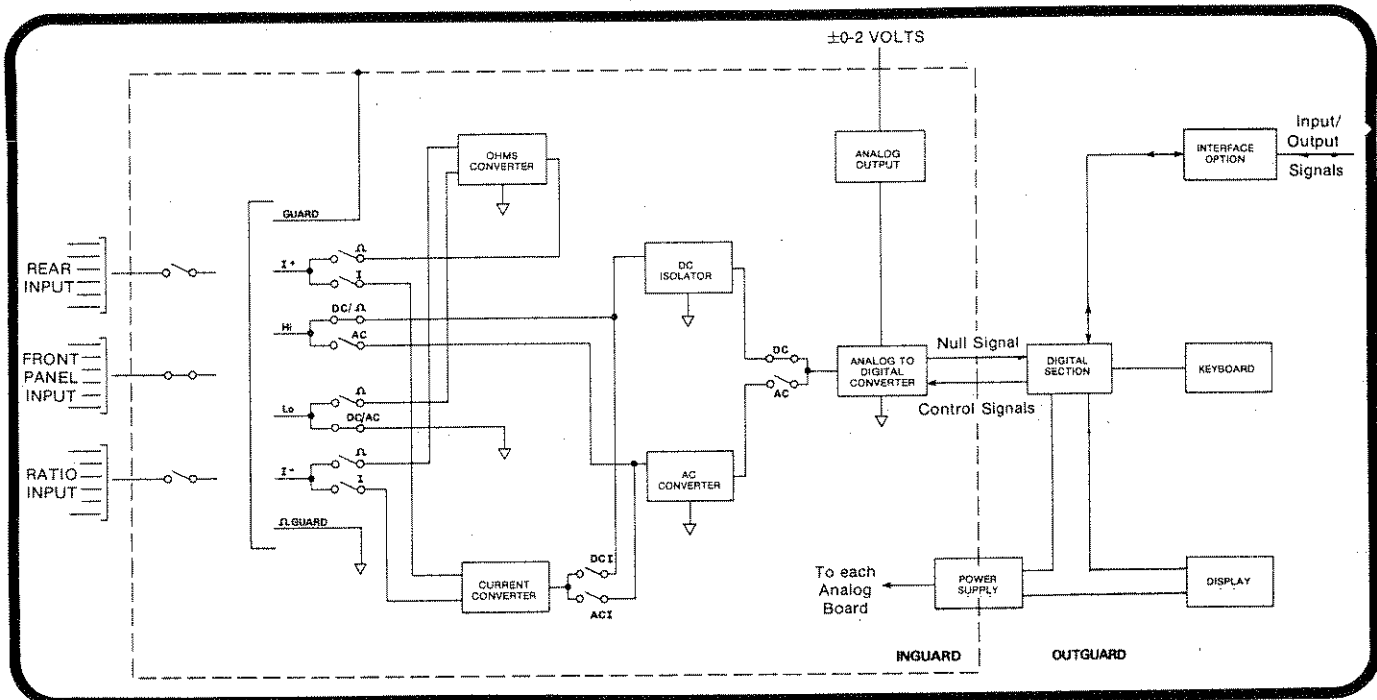 ±0-2 VOLTS
Input/
Output
Signals
INTERFACE
OPTION
ANALOG
OUTPUT
OHMS
CONVERTER
GUARD
REAR
INPUT
I+
Ω
I
DC
ISOLATOR
DC/Ω
Hi
AC
FRONT
PANEL
INPUT
DC
AC
ANALOG TO
DIGITAL
CONVERTER
Null Signal
Control Signals
DIGITAL
SECTION
KEYBOARD
Ω
Lo
DC/AC
RATIO
INPUT
Ω
I-
I
AC
CONVERTER
Ω GUARD
CURRENT
CONVERTER
DCI
ACI
To each
Analog
Board
POWER
SUPPLY
DISPLAY
INGUARD
OUTGUARD